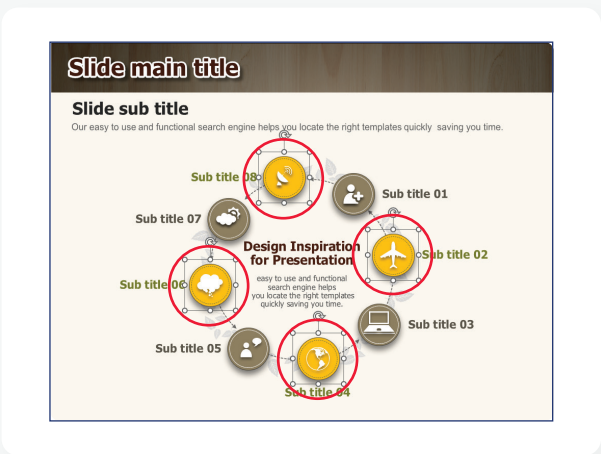 Slide main title
Slide sub title
Our easy to use and functional search engine helps you locate the right templates quickly saving you time.
Sub title 08
Sub title 01
Sub title 07
Design Inspiration
for Presentation
Sub title 02
easy to use and functional
search engine helps
you locate the right templates
quickly saving you time.
Sub title 06
Sub title 03
Sub title 05
Sub title 04